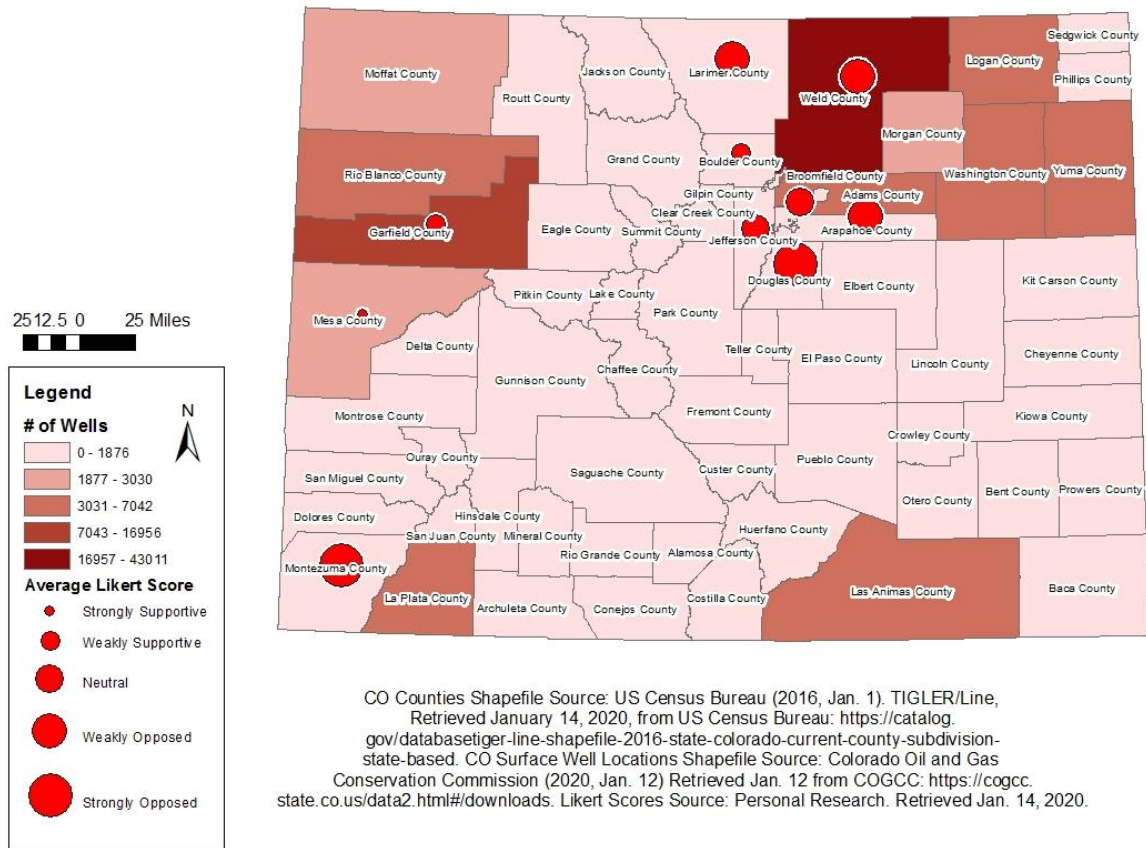 Sedgwick County
Logan County
Moffat County
Jackson County
Larimer County
Phillips County
Routt County
Weld County
Morgan County
Boulder County
Grand County
Rio Blanco County
Broomfield County
Washington County
Yuma County
Gilpin County
Adams County
Clear Creek County
Garfield County
Eagle County
Summit County
Arapahoe County
Jefferson County
Douglas County
Kit Carson County
Elbert County
Pitkin County
Lake County
Park County
Mesa County
Delta County
Teller County
El Paso County
Lincoln County
Cheyenne County
Chaffee County
Gunnison County
Montrose County
Fremont County
Kiowa County
Crowley County
Ouray County
Saguache County
Custer County
Pueblo County
San Miguel County
Bent County
Prowers County
Otero County
Dolores County
Hinsdale County
Huerfano County
San Juan County
Mineral County
Rio Grande County
Alamosa County
Montezuma County
La Plata County
Archuleta County
Conejos County
Costilla County
Las Animas County
Baca County
2512.5 0 25 Miles
Legend
N
# of Wells
0 - 1876
1877 - 3030
3031 - 7042
7043 - 16956
16957 - 43011
Average Likert Score
Strongly Supportive
Weakly Supportive
Neutral
Weakly Opposed
Strongly Opposed
CO Counties Shapefile Source: US Census Bureau (2016, Jan. 1). TIGLER/Line,
Retrieved January 14, 2020, from US Census Bureau: https://catalog.
gov/databasetiger-line-shapefile-2016-state-colorado-current-county-subdivision-
state-based. CO Surface Well Locations Shapefile Source: Colorado Oil and Gas
Conservation Commission (2020, Jan. 12) Retrieved Jan. 12 from COGCC: https://cogcc.
state.co.us/data2.html#/downloads. Likert Scores Source: Personal Research. Retrieved Jan. 14, 2020.